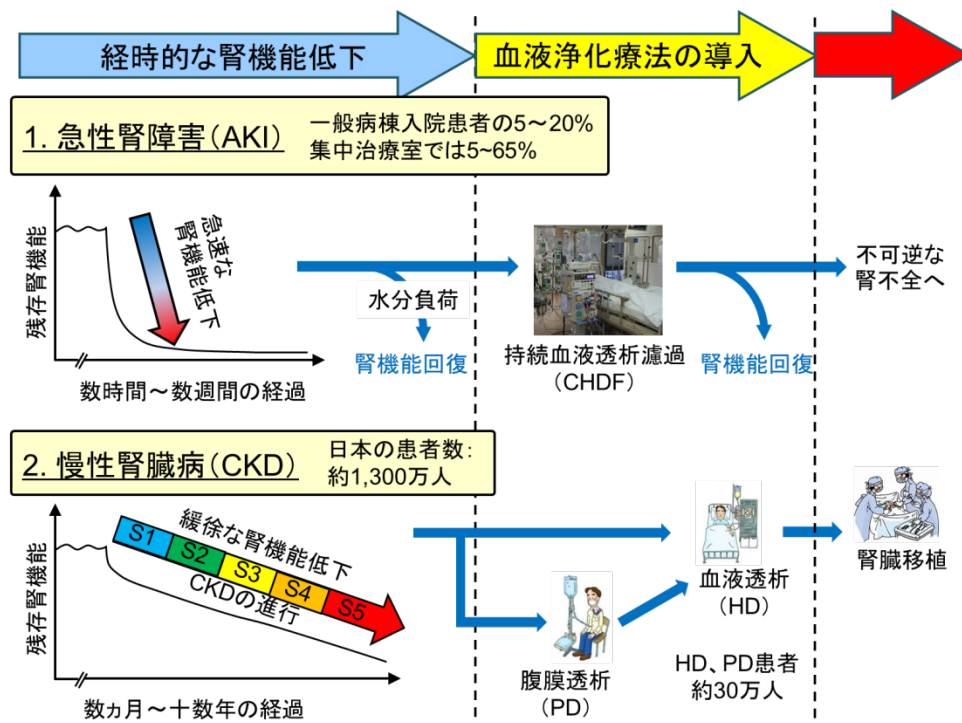 経時的な腎機能低下
血液浄化療法の導入
1. 急性腎障害（AKI）
一般病棟入院患者の5～20%
集中治療室では5~65%
残存腎機能
急速な
腎機能低下
数時間～数週間の経過
水分負荷
腎機能回復
持続血液透析濾過
（CHDF）
腎機能回復
不可逆な
腎不全へ
2. 慢性腎臓病（CKD）
日本の患者数：
約1,300万人
残存腎機能
緩徐な腎機能低下
S1 S2 S3 S4 S5
CKDの進行
数ヵ月～十数年の経過
腹膜透析
（PD）
血液透析
（HD）
HD、PD患者
約30万人
腎臓移植